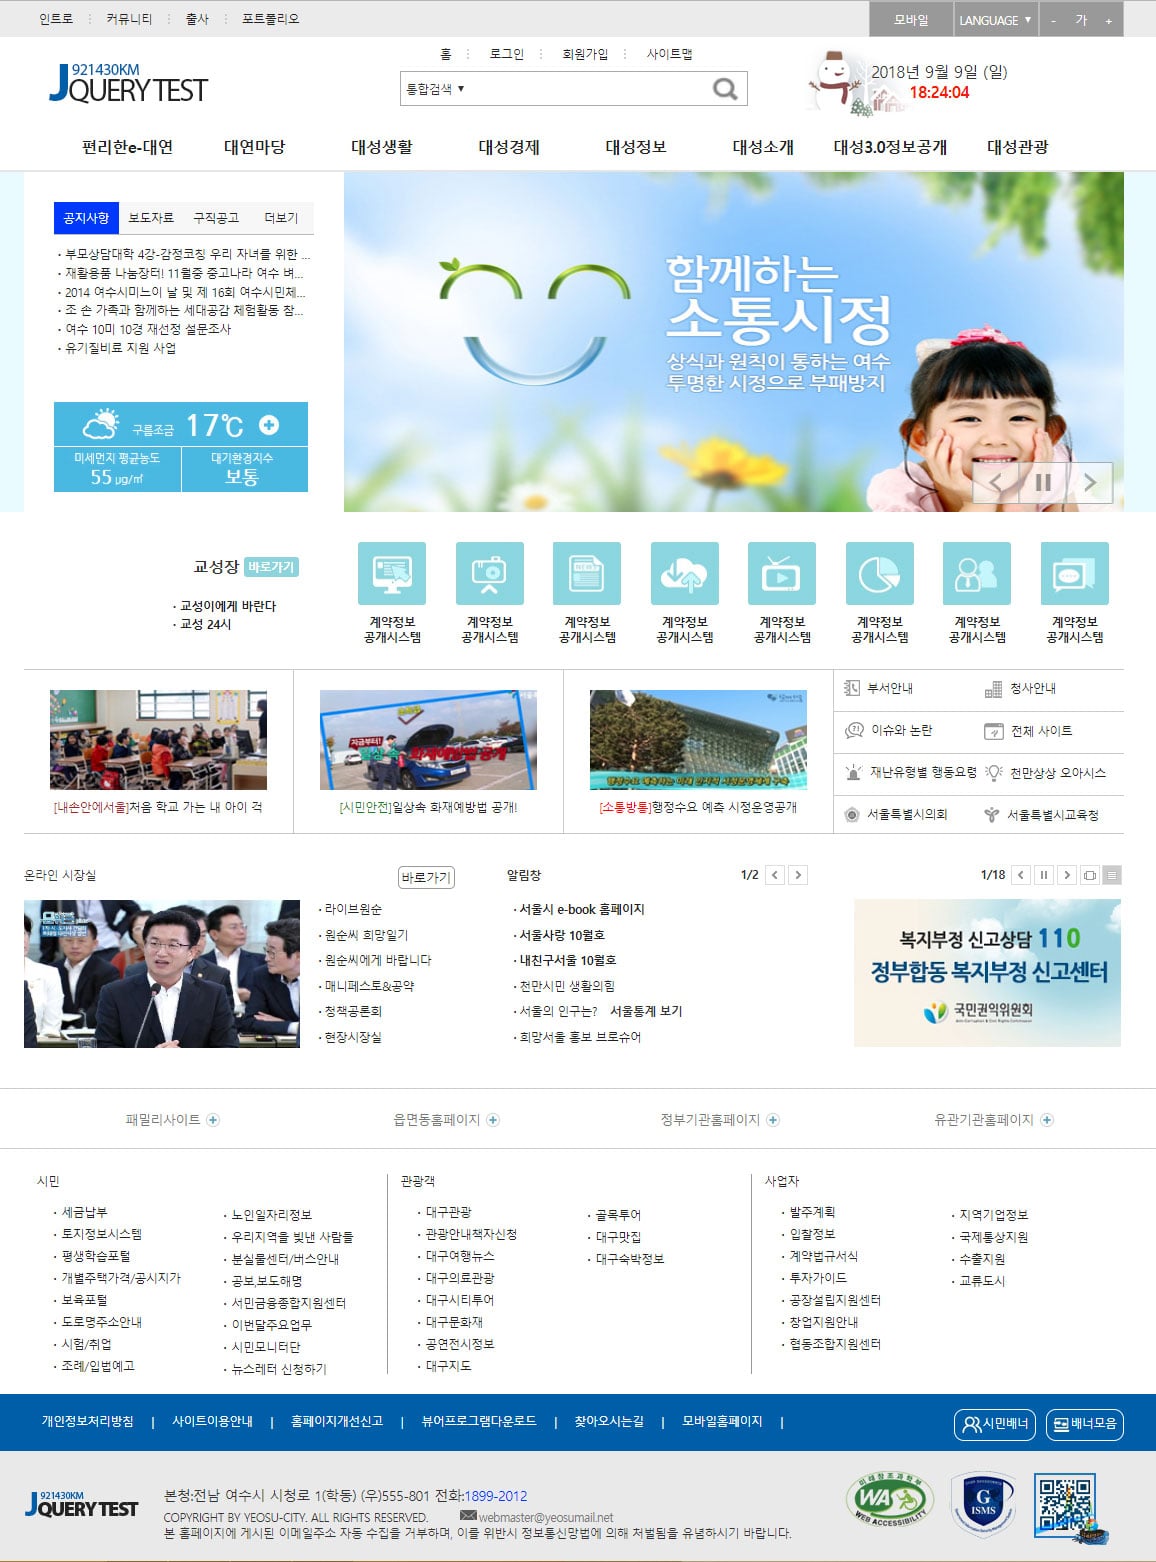 인트로 커뮤니티 출사 포트폴리오 모바일 LANGUAGE ▼ - 가 +
홈 로그인 회원가입 사이트맵
921430KM
JQUERY TEST
통합검색 ▼
2018년 9월 9일 (일)
18:24:04
편리한e-대연 대연마당 대성생활 대성경제 대성정보 대성소개 대성3.0정보공개 대성관광
공지사항 보도자료 구직공고 더보기
· 부모상담대학 4강-감정코칭 우리 자녀를 위한 ...
· 재활용품 나눔장터! 11월중 중고나라 여수 벼...
· 2014 여수시미느이 날 및 제 16회 여수시민체...
· 조 손 가족과 함께하는 세대공감 체험활동 참...
· 여수 10미 10경 재선정 설문조사
· 유기질비료 지원 사업
구름조금 17℃
미세먼지 평균농도 대기환경지수
55 μg/㎥ 보통
함께하는
소통시정
상식과 원칙이 통하는 여수
투명한 시정으로 부패방지
교성장 바로가기
· 교성이에게 바란다
· 교성 24시
NEWS
계약정보 계약정보 계약정보 계약정보 계약정보 계약정보 계약정보 계약정보
공개시스템 공개시스템 공개시스템 공개시스템 공개시스템 공개시스템 공개시스템 공개시스템
지금부터!
일상 속 화재예방법 공개
[내손안에서울]처음 학교 가는 내 아이 걱
[시민안전]일상속 화재예방법 공개!
[소통방통]행정수요 예측 시정운영공개
부서안내 청사안내
이슈와 논란 전체 사이트
재난유형별 행동요령 천만상상 오아시스
서울특별시의회 서울특별시교육청
온라인 시장실 바로가기
· 라이브원순
· 원순씨 희망일기
· 원순씨에게 바랍니다
· 매니페스토&공약
· 정책공론회
· 현장시장실
알림창 1/2
· 서울시 e-book 홈페이지
· 서울사랑 10월호
· 내친구서울 10월호
· 천만시민 생활의힘
· 서울의 인구는? 서울통계 보기
· 희망서울 홍보 브로슈어
1/18
복지부정 신고상담 110
정부합동 복지부정 신고센터
국민권익위원회
패밀리사이트 읍면동홈페이지 정부기관홈페이지 유관기관홈페이지
시민
· 세금납부
· 토지정보시스템
· 평생학습포털
· 개별주택가격/공시지가
· 보육포털
· 도로명주소안내
· 시험/취업
· 조례/입법예고
· 노인일자리정보
· 우리지역을 빛낸 사람들
· 분실물센터/버스안내
· 공보,보도해명
· 서민금융종합지원센터
· 이번달주요업무
· 시민모니터단
· 뉴스레터 신청하기
관광객
· 대구관광
· 관광안내책자신청
· 대구여행뉴스
· 대구의료관광
· 대구시티투어
· 대구문화재
· 공연전시정보
· 대구지도
· 골목투어
· 대구맛집
· 대구숙박정보
사업자
· 발주계획
· 입찰정보
· 계약법규서식
· 투자가이드
· 공장설립지원센터
· 창업지원안내
· 협동조합지원센터
· 지역기업정보
· 국제통상지원
· 수출지원
· 교류도시
개인정보처리방침 | 사이트이용안내 | 홈페이지개선신고 | 뷰어프로그램다운로드 | 찾아오시는길 | 모바일홈페이지 |
시민배너 배너모음
921430KM
JQUERY TEST
본청:전남 여수시 시청로 1(학동) (우)555-801 전화:1899-2012
COPYRIGHT BY YEOSU-CITY. ALL RIGHTS RESERVED. webmaster@yeosumail.net
본 홈페이지에 게시된 이메일주소 자동 수집을 거부하며, 이를 위반시 정보통신망법에 의해 처벌됨을 유념하시기 바랍니다.
미래창조과학부
WA
WEB ACCESSIBILITY
G
ISMS